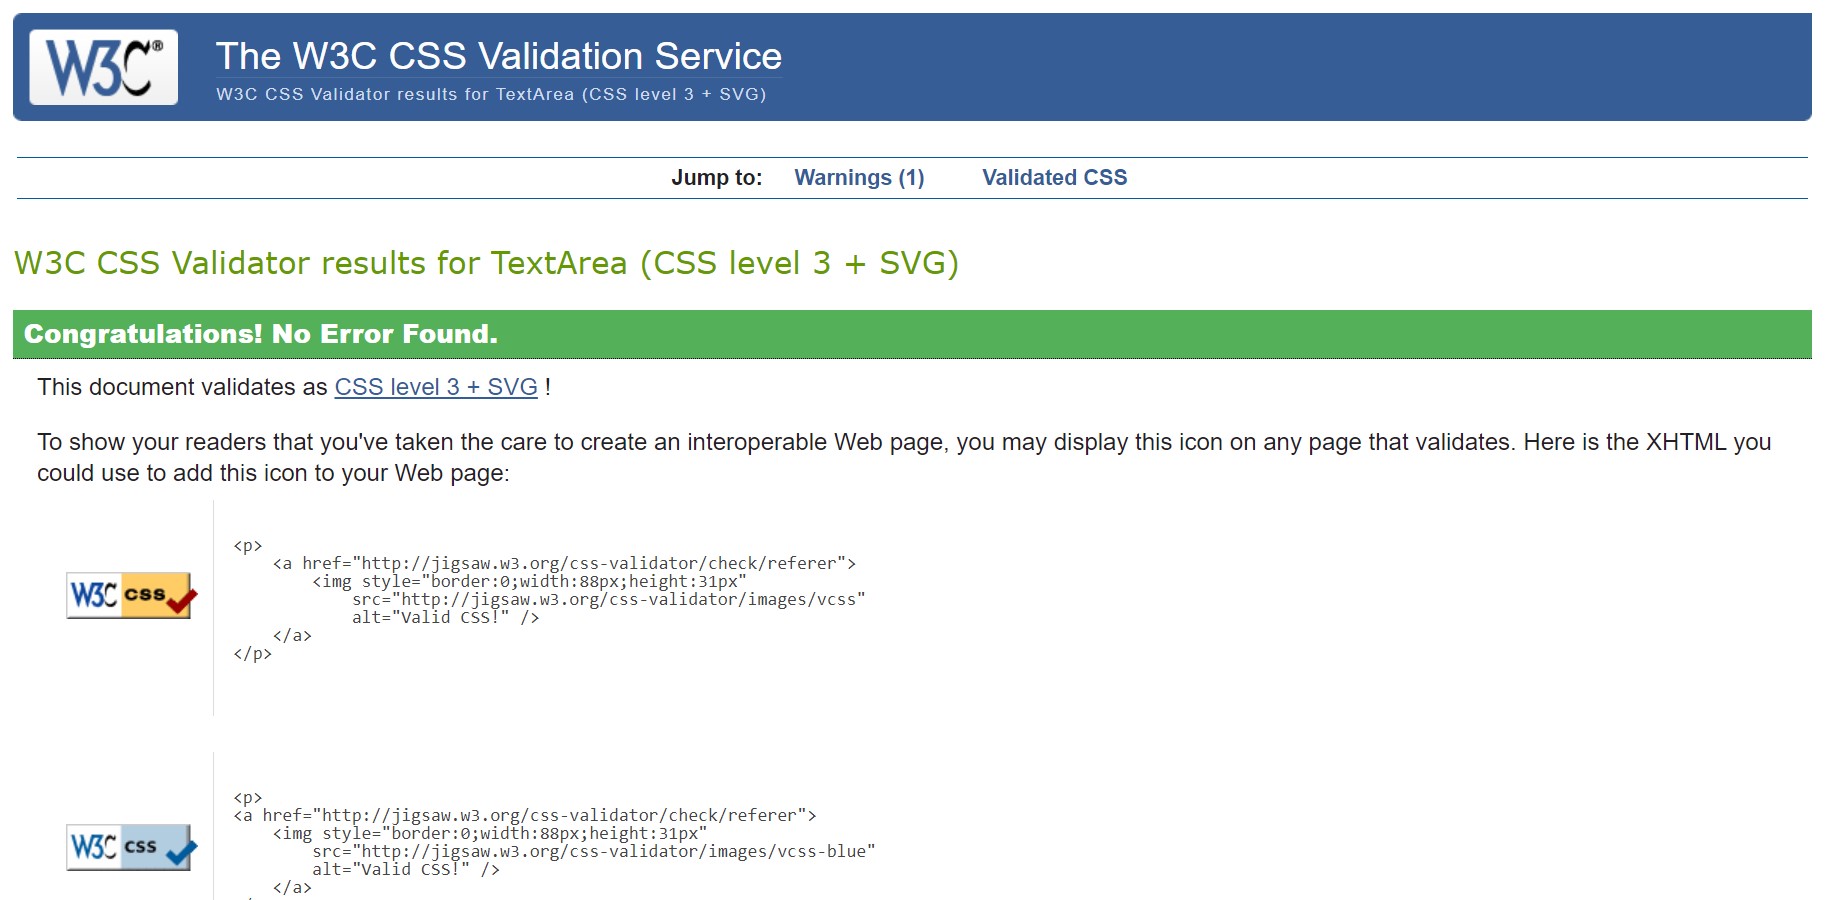 W3C®
The W3C CSS Validation Service
W3C CSS Validator results for TextArea (CSS level 3 + SVG)
Jump to: Warnings (1) Validated CSS
W3C CSS Validator results for TextArea (CSS level 3 + SVG)
Congratulations! No Error Found.
This document validates as CSS level 3 + SVG !
To show your readers that you've taken the care to create an interoperable Web page, you may display this icon on any page that validates. Here is the XHTML you
could use to add this icon to your Web page:
W3C css
<p>
    <a href="http://jigsaw.w3.org/css-validator/check/referer">
        <img style="border:0;width:88px;height:31px"
            src="http://jigsaw.w3.org/css-validator/images/vcss"
            alt="Valid CSS!" />
    </a>
</p>
W3C css
<p>
<a href="http://jigsaw.w3.org/css-validator/check/referer">
    <img style="border:0;width:88px;height:31px"
        src="http://jigsaw.w3.org/css-validator/images/vcss-blue"
        alt="Valid CSS!" />
    </a>